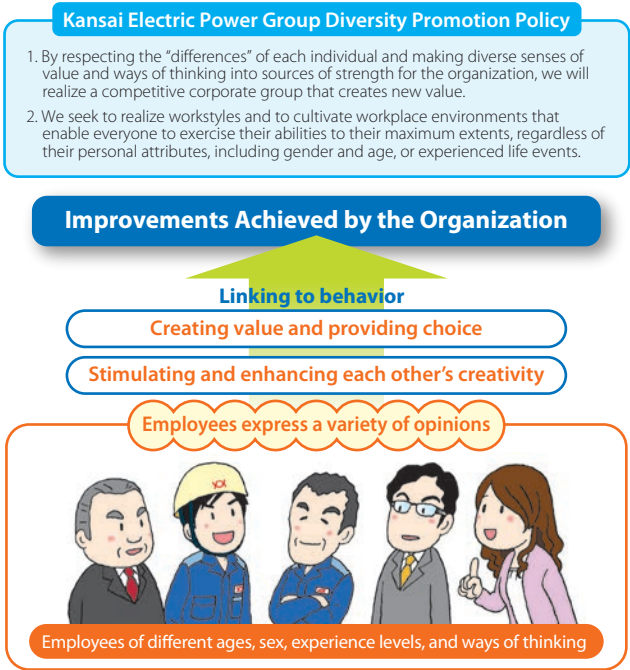 Kansai Electric Power Group Diversity Promotion Policy
1. By respecting the “differences” of each individual and making diverse senses of
value and ways of thinking into sources of strength for the organization, we will
realize a competitive corporate group that creates new value.
2. We seek to realize workstyles and to cultivate workplace environments that
enable everyone to exercise their abilities to their maximum extents, regardless of
their personal attributes, including gender and age, or experienced life events.
Improvements Achieved by the Organization
Linking to behavior
Creating value and providing choice
Stimulating and enhancing each other’s creativity
Employees express a variety of opinions
Employees of different ages, sex, experience levels, and ways of thinking